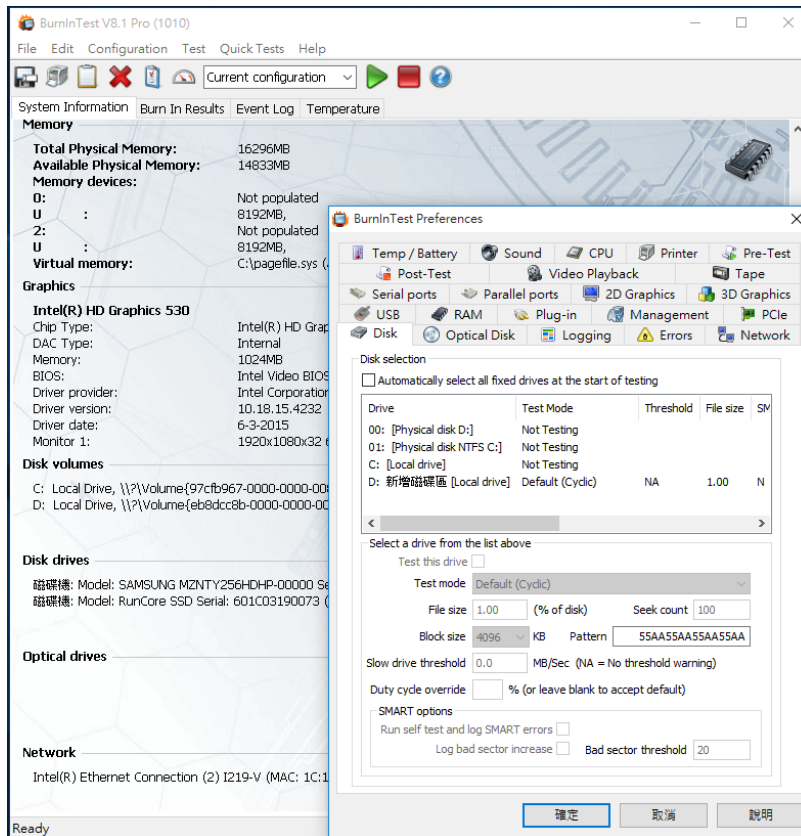 BurnInTest V8.1 Pro (1010)
File Edit Configuration Test Quick Tests Help
Current configuration
System Information Burn In Results Event Log Temperature
Memory
Total Physical Memory: 16296MB
Available Physical Memory: 14833MB
Memory devices:
0: Not populated
U : 8192MB,
2: Not populated
U : 8192MB,
Virtual memory: C:\pagefile.sys (
Graphics
Intel(R) HD Graphics 530
Chip Type: Intel(R) HD Grap
DAC Type: Internal
Memory: 1024MB
BIOS: Intel Video BIOS
Driver provider: Intel Corporation
Driver version: 10.18.15.4232
Driver date: 6-3-2015
Monitor 1: 1920x1080x32
Disk volumes
C: Local Drive, \\?\Volume{97cfb967-0000-0000-00
D: Local Drive, \\?\Volume{eb8dcc8b-0000-0000-00
Disk drives
磁碟機: Model: SAMSUNG MZNTY256HDHP-00000 Se
磁碟機: Model: RunCore SSD Serial: 601C03190073 (
Optical drives
Network
Intel(R) Ethernet Connection (2) I219-V (MAC: 1C:1
Ready
BurnInTest Preferences
Temp / Battery Sound CPU Printer Pre-Test
Post-Test Video Playback Tape
Serial ports Parallel ports 2D Graphics 3D Graphics
USB RAM Plug-in Management PCIe
Disk Optical Disk Logging Errors Network
Disk selection
Automatically select all fixed drives at the start of testing
Drive Test Mode Threshold File size SM
00: [Physical disk D:] Not Testing
01: [Physical disk NTFS C:] Not Testing
C: [Local drive] Not Testing
D: 新增磁碟區 [Local drive] Default (Cyclic) NA 1.00 N
Select a drive from the list above
Test this drive
Test mode Default (Cyclic)
File size 1.00 (% of disk) Seek count 100
Block size 4096 KB Pattern 55AA55AA55AA55AA
Slow drive threshold 0.0 MB/Sec (NA = No threshold warning)
Duty cycle override % (or leave blank to accept default)
SMART options
Run self test and log SMART errors
Log bad sector increase Bad sector threshold 20
確定 取消 說明